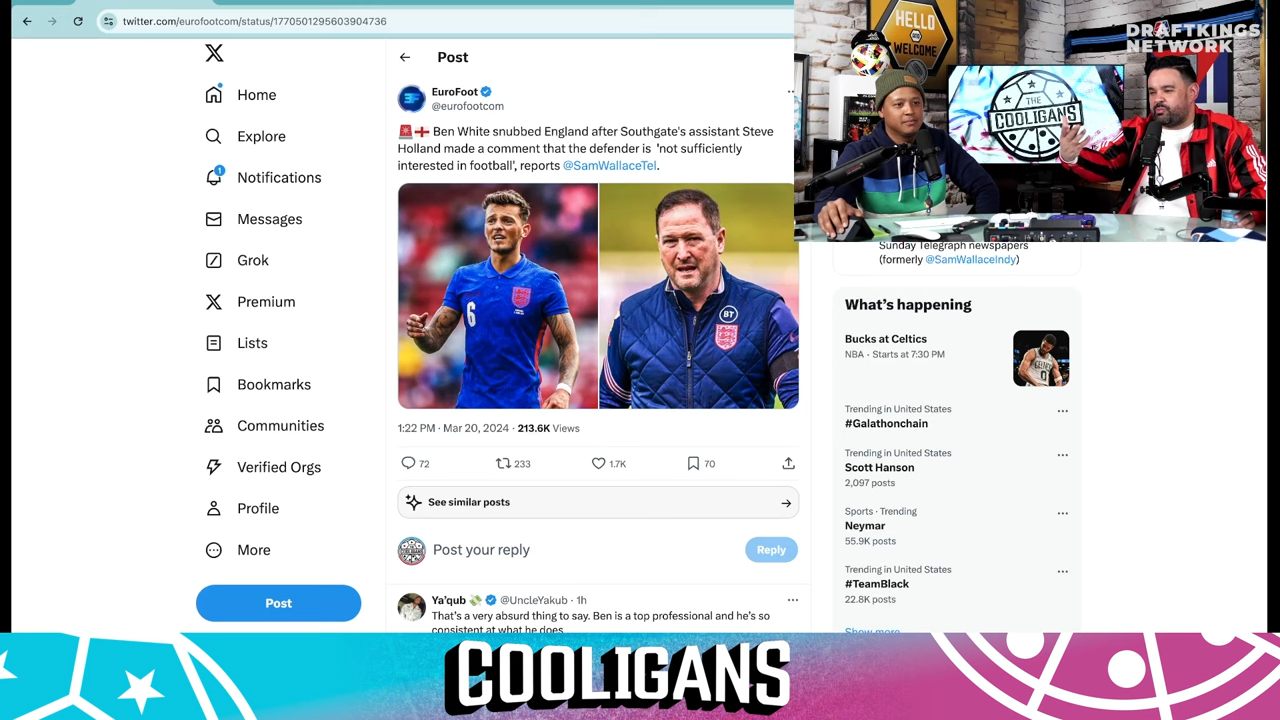 twitter.com/eurofootcom/status/1770501295603904736
Home
Explore
1
Notifications
Messages
Grok
Premium
Lists
Bookmarks
Communities
Verified Orgs
Profile
More
Post
Post
EuroFoot
@eurofootcom
🚨🏴󠁧󠁢󠁥󠁮󠁧󠁿 Ben White snubbed England after Southgate's assistant Steve
Holland made a comment that the defender is 'not sufficiently
interested in football', reports @SamWallaceTel.
6
BT
1:22 PM · Mar 20, 2024 · 213.6K Views
72
233
1.7K
70
See similar posts
Post your reply
Reply
Ya'qub 💸 @UncleYakub · 1h
That's a very absurd thing to say. Ben is a top professional and he's so
consistent at what he does
HELLO
WELCOME
THE
COOLIGANS
DRAFTKINGS
NETWORK
Sunday Telegraph newspapers
(formerly @SamWallaceIndy)
What's happening
Bucks at Celtics
NBA · Starts at 7:30 PM
Trending in United States
#Galathonchain
Trending in United States
Scott Hanson
2,097 posts
Sports · Trending
Neymar
55.9K posts
Trending in United States
#TeamBlack
22.8K posts
Show more
COOLIGANS